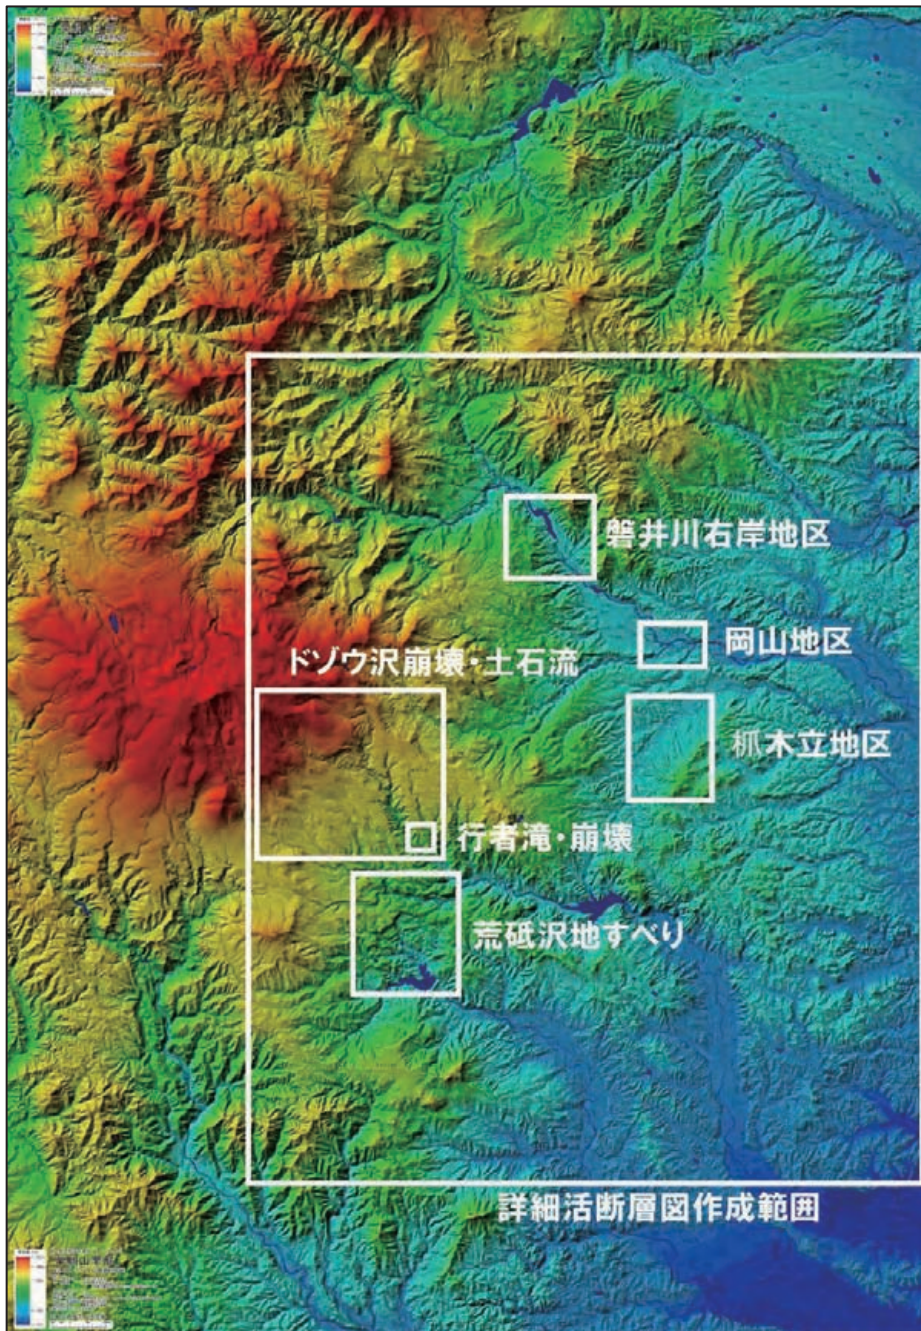 磐井川右岸地区
岡山地区
ドゾウ沢崩壊・土石流
枛木立地区
行者滝・崩壊
荒砥沢地すべり
詳細活断層図作成範囲